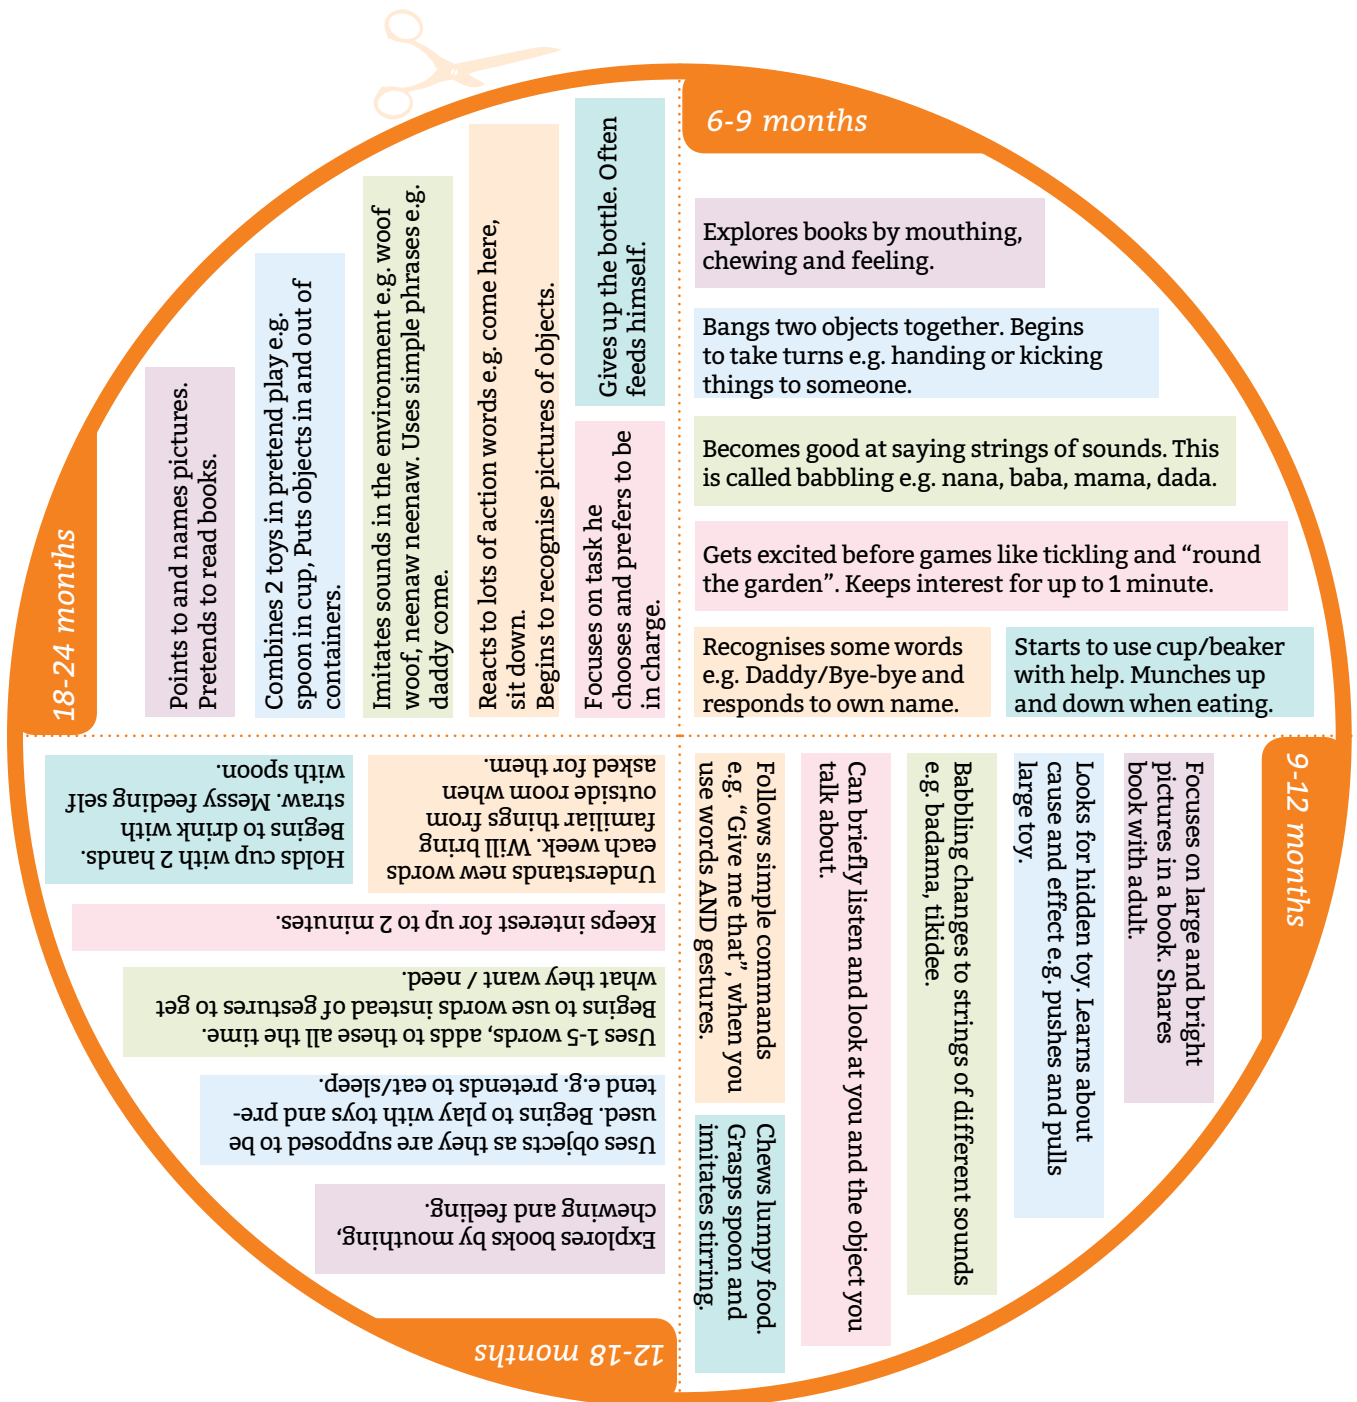 6-9 months
Explores books by mouthing,
chewing and feeling.
Bangs two objects together. Begins
to take turns e.g. handing or kicking
things to someone.
Becomes good at saying strings of sounds. This
is called babbling e.g. nana, baba, mama, dada.
Gets excited before games like tickling and “round
the garden”. Keeps interest for up to 1 minute.
Recognises some words
e.g. Daddy/Bye-bye and
responds to own name.
Starts to use cup/beaker
with help. Munches up
and down when eating.
9-12 months
Focuses on large and bright
pictures in a book. Shares
book with adult.
Looks for hidden toy. Learns about
cause and effect e.g. pushes and pulls
large toy.
Babbling changes to strings of different sounds
e.g. badama, tikidee.
Can briefly listen and look at you and the object you
talk about.
Follows simple commands
e.g. “Give me that”, when you
use words AND gestures.
Chews lumpy food.
Grasps spoon and
imitates stirring.
12-18 months
Explores books by mouthing,
chewing and feeling.
Uses objects as they are supposed to be
used. Begins to play with toys and pre-
tend e.g. pretends to eat/sleep.
Uses 1-5 words, adds to these all the time.
Begins to use words instead of gestures to get
what they want / need.
Keeps interest for up to 2 minutes.
Understands new words
each week. Will bring
familiar things from
outside room when
asked for them.
Holds cup with 2 hands.
Begins to drink with
straw. Messy feeding self
with spoon.
18-24 months
Points to and names pictures.
Pretends to read books.
Combines 2 toys in pretend play e.g.
spoon in cup, Puts objects in and out of
containers.
Imitates sounds in the environment e.g. woof
woof, neenaw neenaw. Uses simple phrases e.g.
daddy come.
Reacts to lots of action words e.g. come here,
sit down.
Begins to recognise pictures of objects.
Focuses on task he
chooses and prefers to be
in charge.
Gives up the bottle. Often
feeds himself.